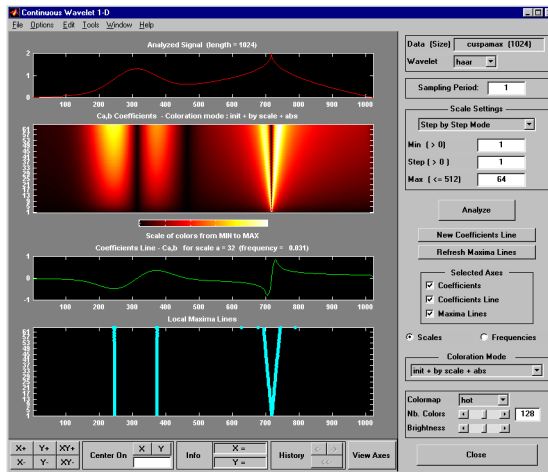 Continuous Wavelet 1-D
File Options Edit Tools Window Help
Analyzed Signal (length = 1024)
2
1
0
100 200 300 400 500 600 700 800 900 1000
Ca,b Coefficients - Coloration mode : init + by scale + abs
1
Scale of colors from MIN to MAX
Coefficients Line - Ca,b for scale a = 32 (frequency = 0.031)
1
0
-1
100 200 300 400 500 600 700 800 900 1000
Local Maxima Lines
1
100 200 300 400 500 600 700 800 900 1000
Data (Size) cuspamax (1024)
Wavelet haar
Sampling Period: 1
Scale Settings
Step by Step Mode
Min ( > 0) 1
Step ( > 0 ) 1
Max ( <= 512) 64
Analyze
New Coefficients Line
Refresh Maxima Lines
Selected Axes
Coefficients
Coefficients Line
Maxima Lines
Scales Frequencies
Coloration Mode
init + by scale + abs
Colormap hot
Nb. Colors 128
Brightness
X+ Y+ XY+
X- Y- XY-
Center On X Y
Info X =
Y =
History < >
<<
View Axes
Close